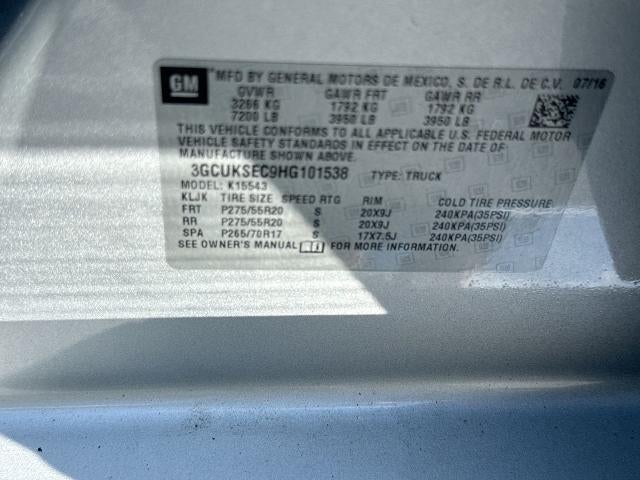 GM MFD BY GENERAL MOTORS DE MEXICO, S. DE R.L. DE C.V. 07/16
GVWR GAWR FRT GAWR RR
3266 KG 1792 KG 1792 KG
7200 LB 3950 LB 3950 LB
THIS VEHICLE CONFORMS TO ALL APPLICABLE U.S. FEDERAL MOTOR
VEHICLE SAFETY STANDARDS IN EFFECT ON THE DATE OF
MANUFACTURE SHOWN ABOVE.
3GCUKSEC9HG101538 TYPE: TRUCK
MODEL: K15543
KLJK TIRE SIZE SPEED RTG RIM COLD TIRE PRESSURE
FRT P275/55R20 S 20X9J 240KPA(35PSI)
RR P275/55R20 S 20X9J 240KPA(35PSI)
SPA P265/70R17 S 17X7.5J 240KPA(35PSI)
SEE OWNER'S MANUAL FOR MORE INFORMATION.